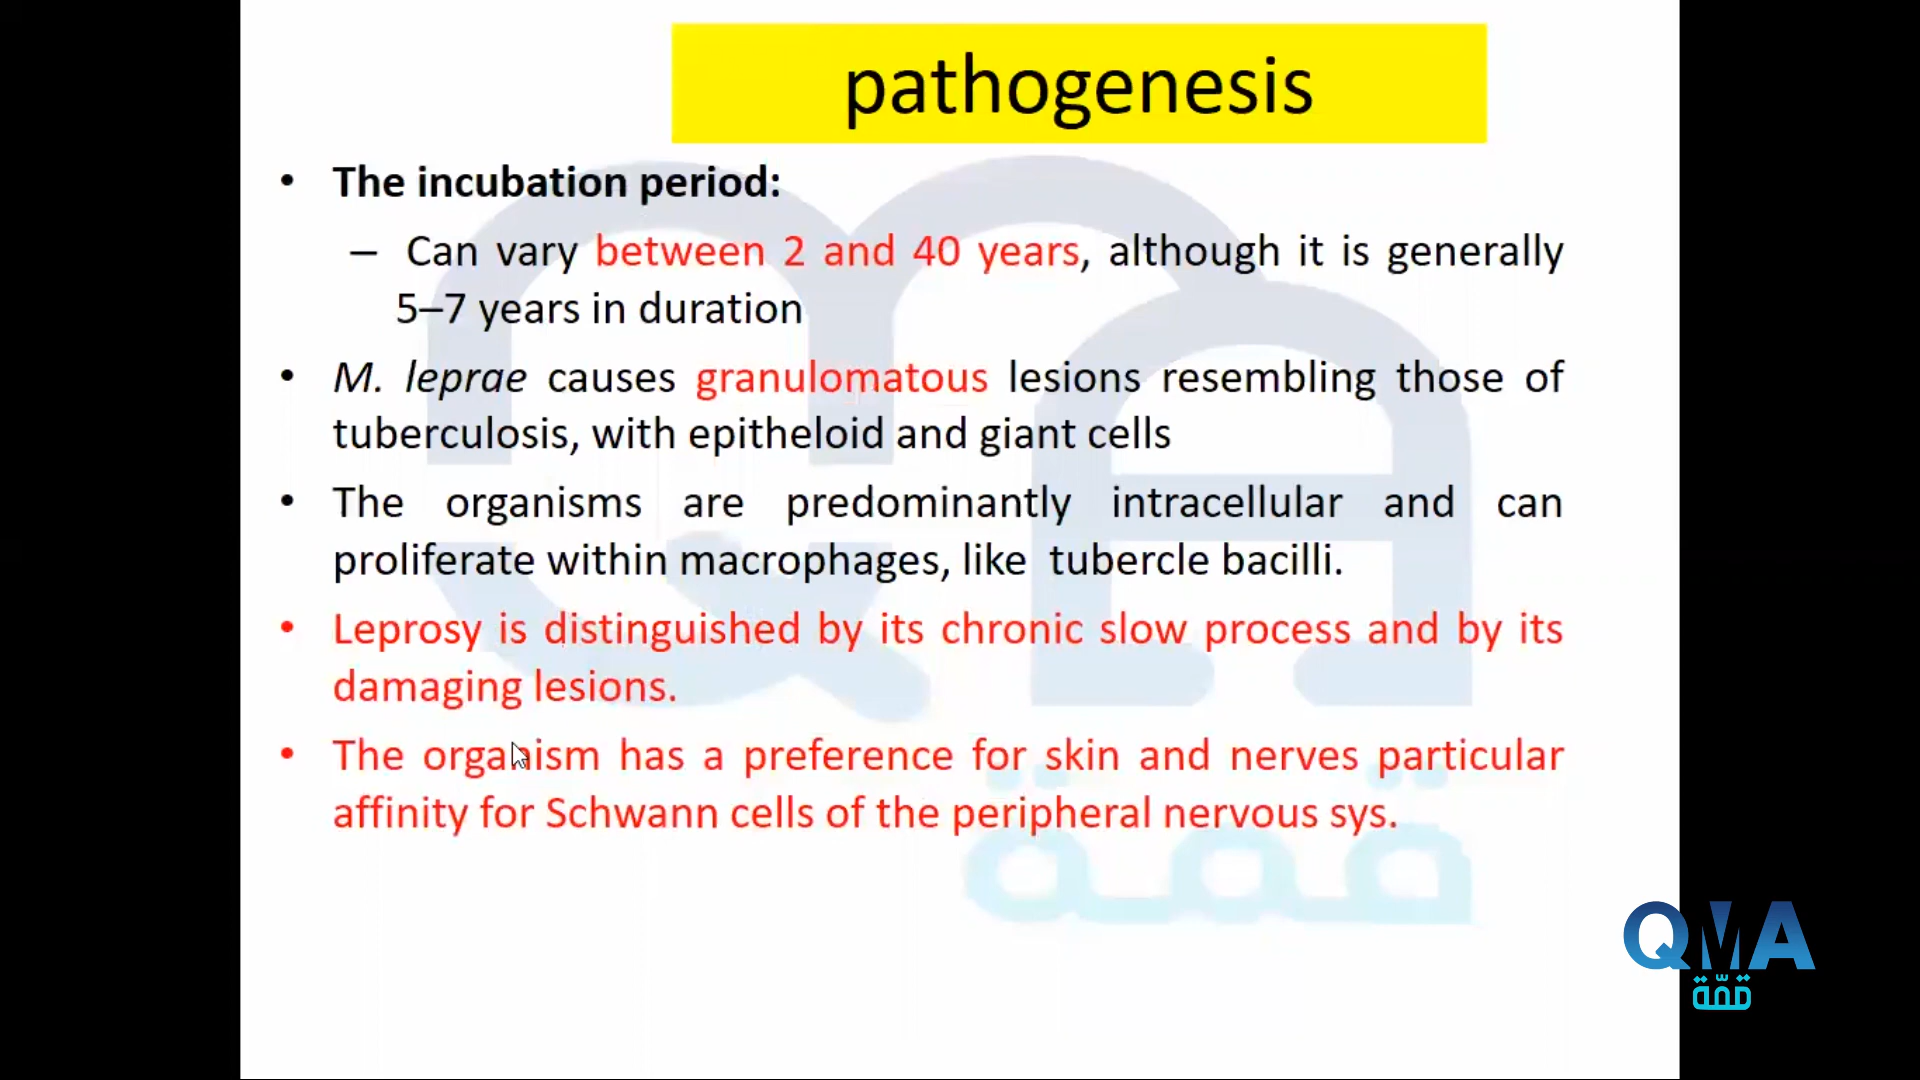 pathogenesis
• The incubation period:
– Can vary between 2 and 40 years, although it is generally
5–7 years in duration
• M. leprae causes granulomatous lesions resembling those of
tuberculosis, with epitheloid and giant cells
• The organisms are predominantly intracellular and can
proliferate within macrophages, like tubercle bacilli.
• Leprosy is distinguished by its chronic slow process and by its
damaging lesions.
• The organism has a preference for skin and nerves particular
affinity for Schwann cells of the peripheral nervous sys.
قمة
QMA
قمّة